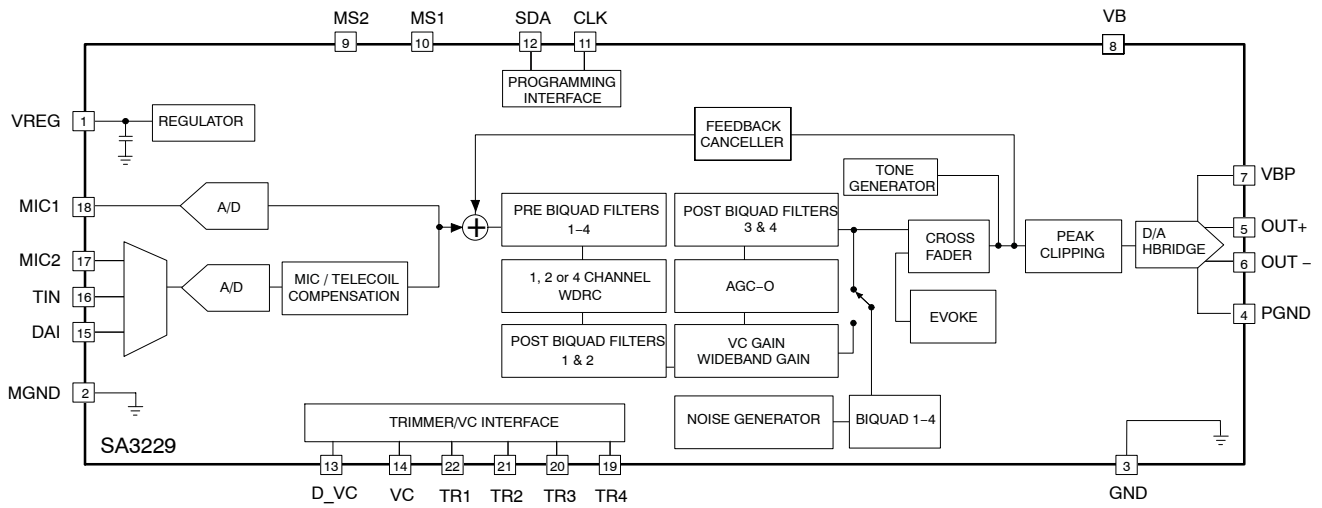 MS2
MS1
SDA
CLK
VB
9
10
12
11
8
PROGRAMMING
INTERFACE
VREG
1
REGULATOR
FEEDBACK
CANCELLER
TONE
GENERATOR
7
VBP
MIC1
18
A/D
+
PRE BIQUAD FILTERS
1−4
POST BIQUAD FILTERS
3 & 4
CROSS
FADER
PEAK
CLIPPING
D/A
HBRIDGE
5
OUT+
6
OUT −
MIC2
17
TIN
16
DAI
15
A/D
MIC / TELECOIL
COMPENSATION
1, 2 or 4 CHANNEL
WDRC
AGC−O
EVOKE
4
PGND
POST BIQUAD FILTERS
1 & 2
VC GAIN
WIDEBAND GAIN
MGND
2
NOISE GENERATOR
BIQUAD 1−4
TRIMMER/VC INTERFACE
SA3229
13
14
22
21
20
19
3
D_VC
VC
TR1
TR2
TR3
TR4
GND